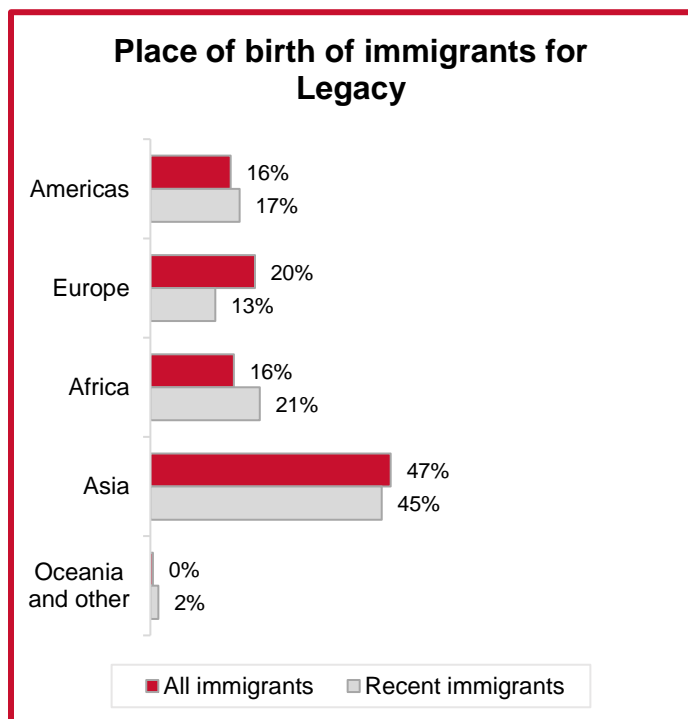 Place of birth of immigrants for
Legacy
Americas
16%
17%
Europe
20%
13%
Africa
16%
21%
Asia
47%
45%
Oceania
and other
0%
2%
All immigrants
Recent immigrants